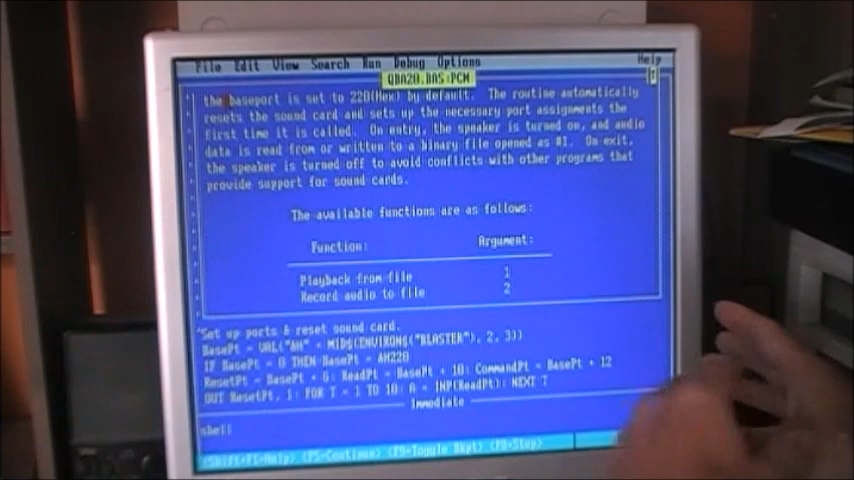 File Edit View Search Run Debug Options Help
QBA20.BAS:PCM
the baseport is set to 220(Hex) by default. The routine automatically
resets the sound card and sets up the necessary port assignments the
first time it is called. On entry, the speaker is turned on, and audio
data is read from or written to a binary file opened as #1. On exit,
the speaker is turned off to avoid conflicts with other programs that
provide support for sound cards.
The available functions are as follows:
Function: Argument:
Playback from file 1
Record audio to file 2
'Set up ports & reset sound card.
BasePt = VAL("&H" + MID$(ENVIRON$("BLASTER"), 2, 3))
IF BasePt = 0 THEN BasePt = &H220
ResetPt = BasePt + 6: ReadPt = BasePt + 10: CommandPt = BasePt + 12
OUT ResetPt, 1: FOR T = 1 TO 10: A = INP(ReadPt): NEXT T
Immediate
shell
<Shift+F1=Help> <F5=Continue> <F9=Toggle Bkpt> <F8=Step>